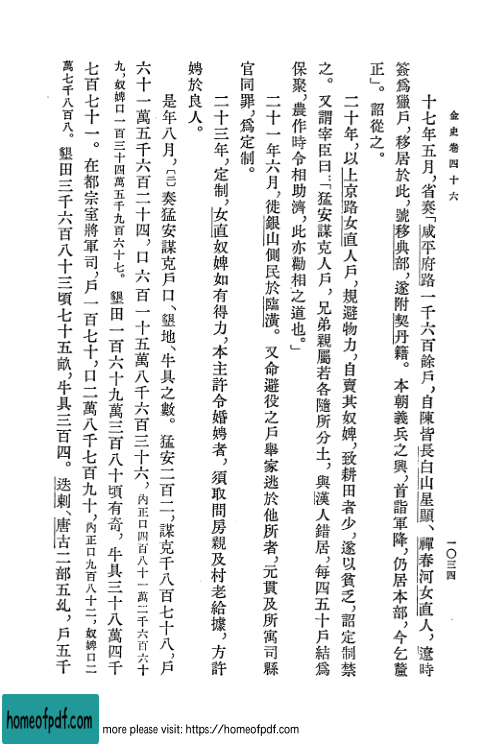 金史卷四十六
一〇三四
十七年五月，省奏「咸平府路一千六百餘戶，自陳皆長白山星顯、禪春河女直人，遼時
簽爲獵戶，移居於此，號移典部，遂附契丹籍。本朝義兵之興，首詣軍降，仍居本部，今乞釐
正」。詔從之。
二十年，以上京路女直人戶，規避物力，自賣其奴婢，致耕田者少，遂以貧乏，詔定制禁
之。又謂宰臣曰：「猛安謀克人戶，兄弟親屬若各隨所分土，與漢人錯居，每四五十戶結爲
保聚，農作時令相助濟，此亦勸相之道也。」
二十一年六月，徙銀山側民於臨潢。又命避役之戶舉家逃於他所者，元貫及所寓司縣
官同罪，爲定制。
二十三年，定制，女直奴婢如有得力，本主許令婚娉者，須取問房親及村老給據，方許
娉於良人。
是年八月，〔三〕奏猛安謀克戶口、墾地、牛具之數。猛安二百二，謀克千八百七十八，戶
六十一萬五千六百二十四，口六百一十五萬八千六百三十六，內正口四百八十一萬二千六百六十
九，奴婢口一百三十四萬五千九百六十七。墾田一百六十九萬三百八十頃有奇，牛具三十八萬四千
七百七十一。在都宗室將軍司，戶一百七十，口二萬八千七百九十，內正口九百八十二，奴婢口二
萬七千八百八。墾田三千六百八十三頃七十五畝，牛具三百四。迭剌、唐古二部五乣，戶五千
homeofpdf.com
more please visit: https://homeofpdf.com